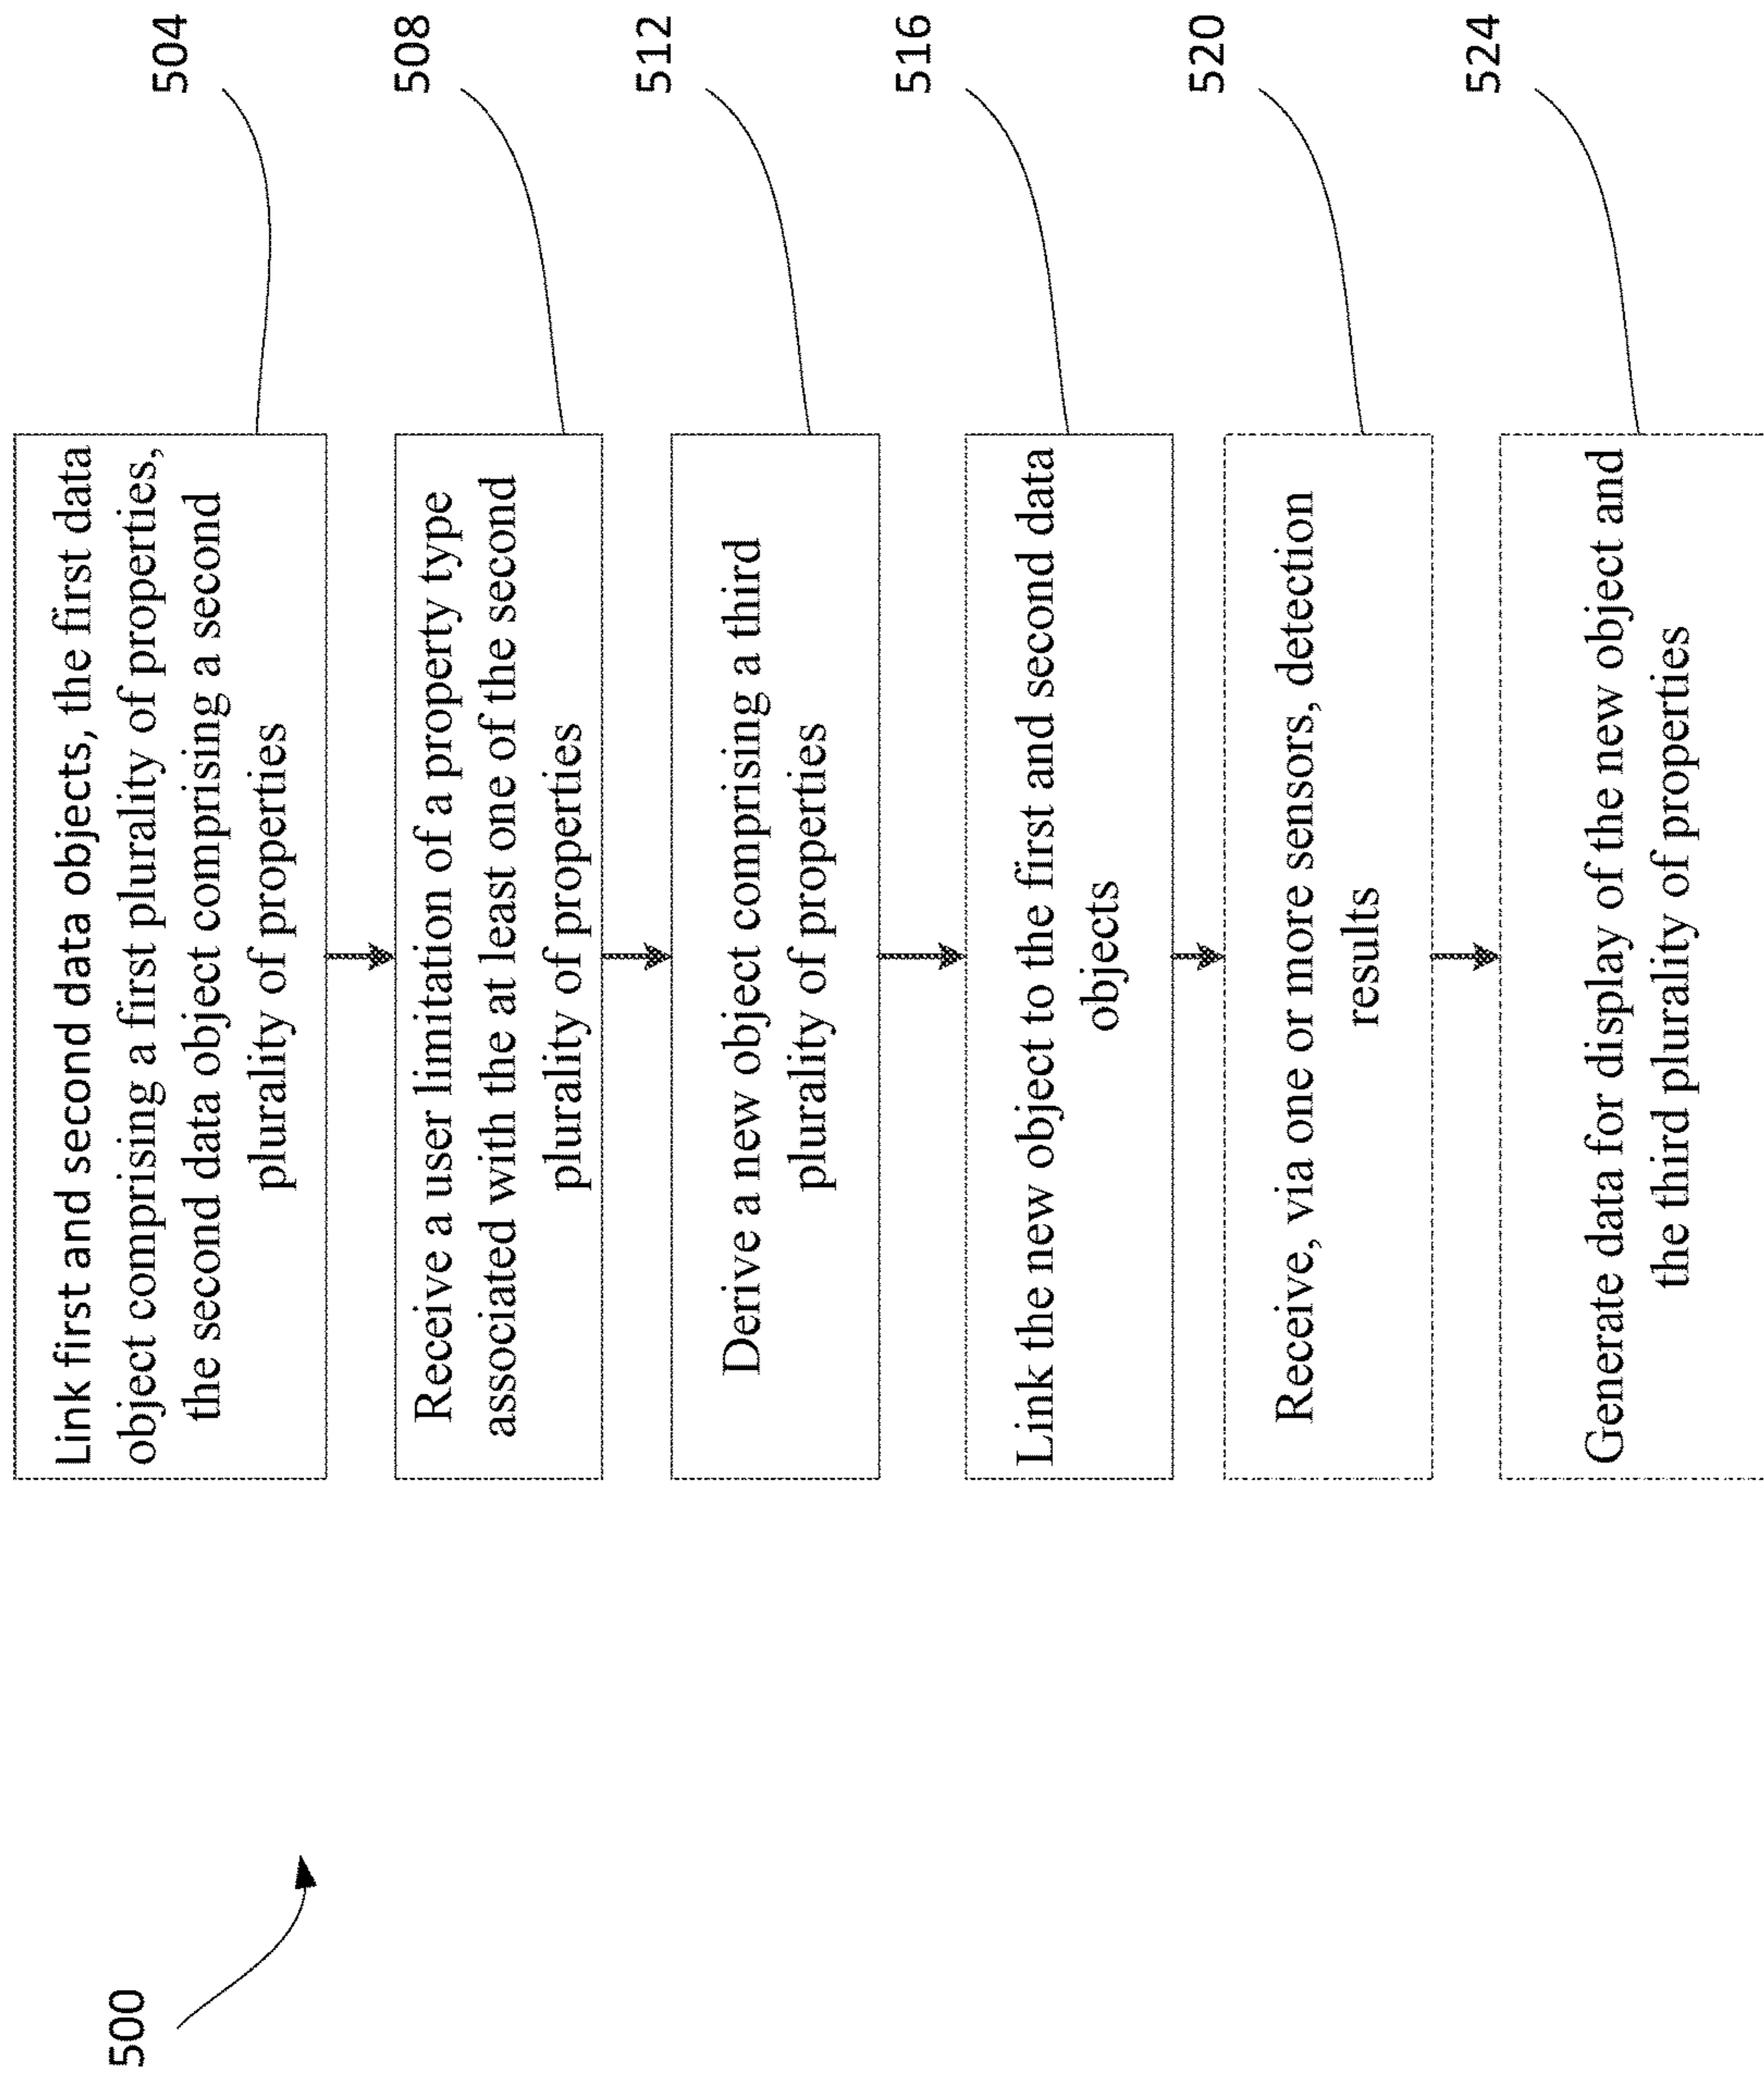 500
504
Link first and second data objects, the first data
object comprising a first plurality of properties,
the second data object comprising a second
plurality of properties
508
Receive a user limitation of a property type
associated with the at least one of the second
plurality of properties
512
Derive a new object comprising a third
plurality of properties
516
Link the new object to the first and second data
objects
520
Receive, via one or more sensors, detection
results
524
Generate data for display of the new object and
the third plurality of properties